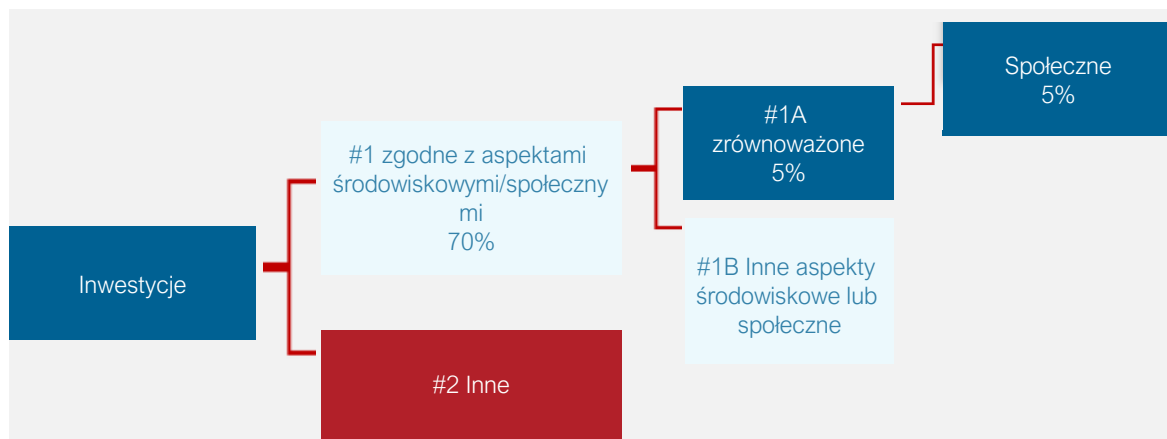 Inwestycje
#1 zgodne z aspektami
środowiskowymi/społeczny
mi
70%
#2 Inne
#1A
zrównoważone
5%
#1B Inne aspekty
środowiskowe lub
społeczne
Społeczne
5%